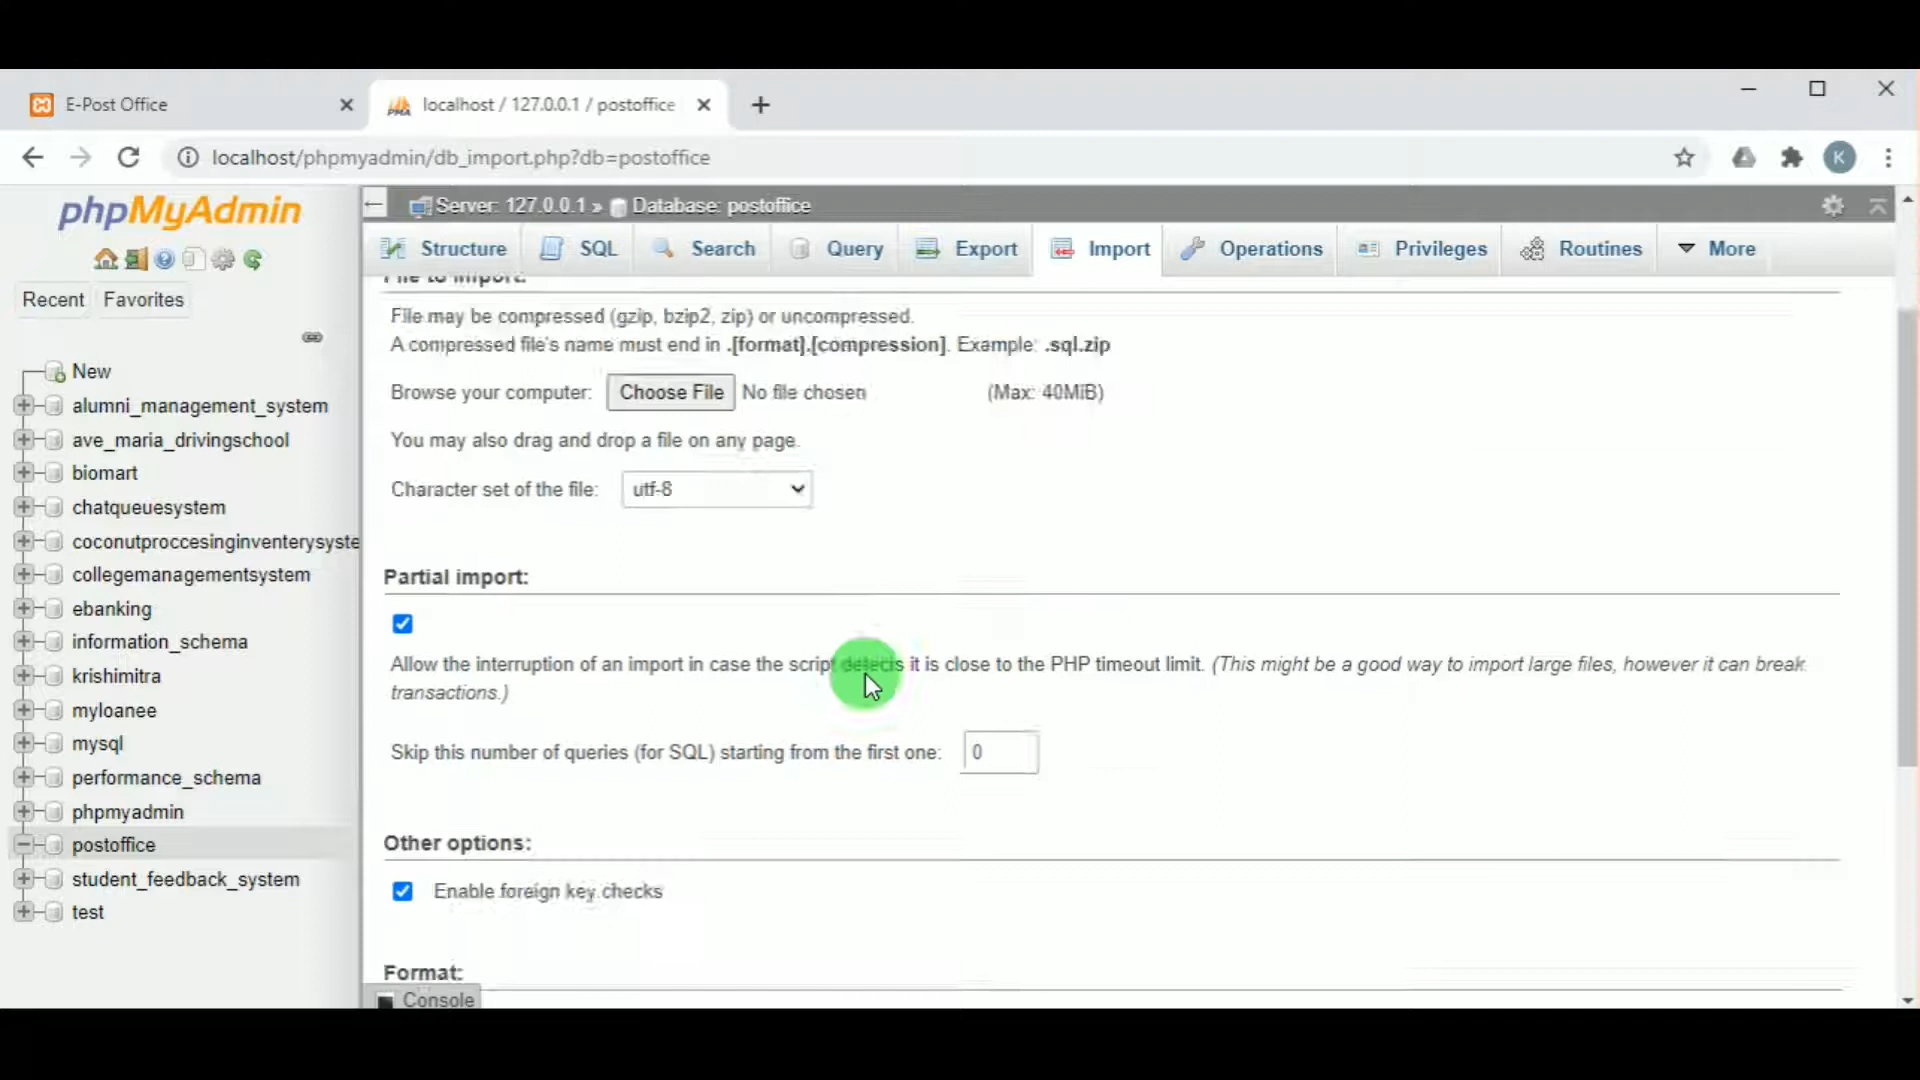 E-Post Office
localhost / 127.0.0.1 / postoffice
localhost/phpmyadmin/db_import.php?db=postoffice
K
phpMyAdmin
Recent Favorites
New
alumni_management_system
ave_maria_drivingschool
biomart
chatqueuesystem
coconutproccesinginventerysyste
collegemanagementsystem
ebanking
information_schema
krishimitra
myloanee
mysql
performance_schema
phpmyadmin
postoffice
student_feedback_system
test
Server: 127.0.0.1 » Database: postoffice
Structure SQL Search Query Export Import Operations Privileges Routines More
File to import:
File may be compressed (gzip, bzip2, zip) or uncompressed.
A compressed file's name must end in .[format].[compression]. Example: .sql.zip
Browse your computer: Choose File No file chosen (Max: 40MiB)
You may also drag and drop a file on any page.
Character set of the file: utf-8
Partial import:
Allow the interruption of an import in case the script detects it is close to the PHP timeout limit. (This might be a good way to import large files, however it can break
transactions.)
Skip this number of queries (for SQL) starting from the first one: 0
Other options:
Enable foreign key checks
Format:
Console